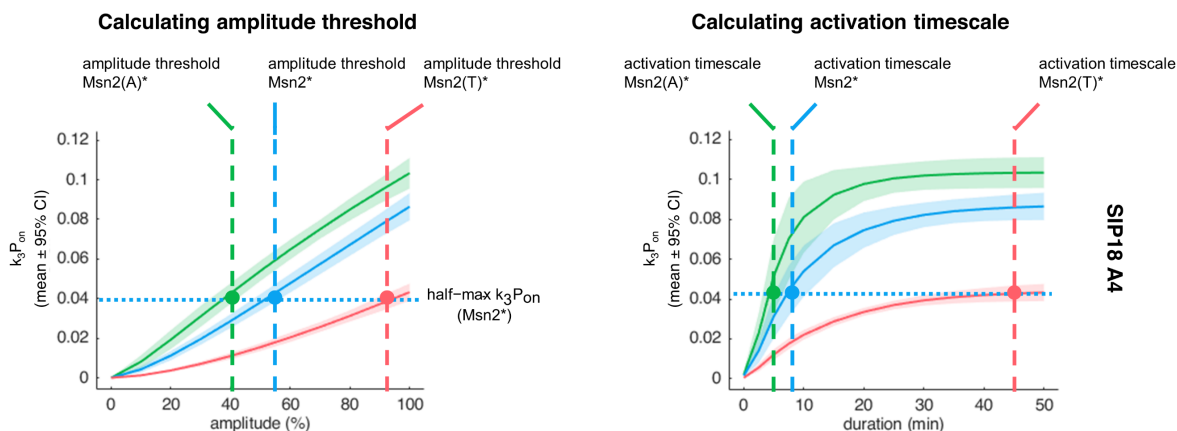 Calculating amplitude threshold
amplitude threshold
Msn2(A)*
amplitude threshold
Msn2*
amplitude threshold
Msn2(T)*
0.12
0.1
0.08
0.06
0.04
0.02
0
k3Pon
(mean ± 95% CI)
half−max k3Pon
(Msn2*)
0 20 40 60 80 100
amplitude (%)
Calculating activation timescale
activation timescale
Msn2(A)*
activation timescale
Msn2*
activation timescale
Msn2(T)*
0.12
0.1
0.08
0.06
0.04
0.02
0
k3Pon
(mean ± 95% CI)
0 10 20 30 40 50
duration (min)
SIP18 A4